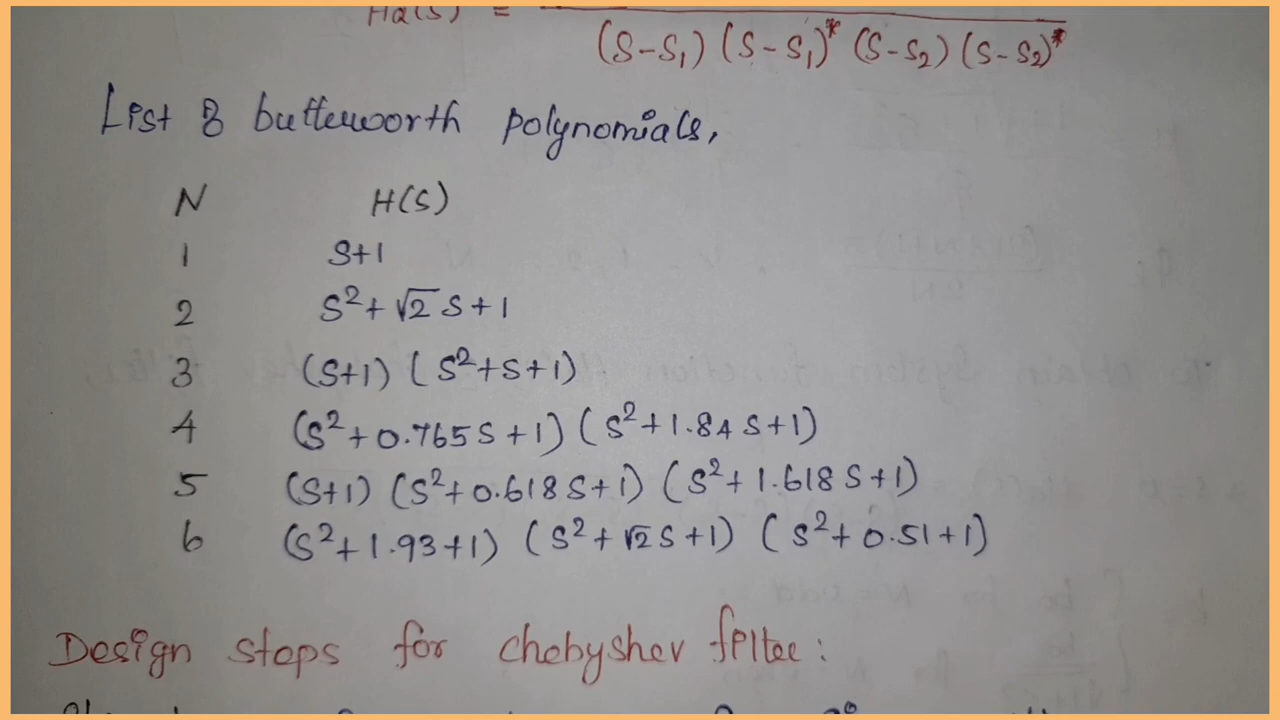 Ha(s) =
(S-S₁) (S-S₁)* (S-S₂) (S-S₂)*
List of butterworth polynomials,
N H(S)
1 S+1
2 S²+√2 S+1
3 (S+1) (S²+S+1)
4 (S²+0.765S+1) (S²+1.84S+1)
5 (S+1) (S²+0.618S+1) (S²+1.618S+1)
6 (S²+1.93+1) (S²+√2S+1) (S²+0.51+1)
Design steps for chebyshev filter: